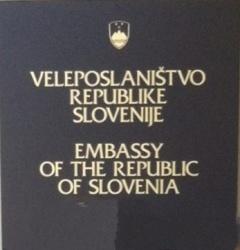 VELEPOSLANIŠTVO
REPUBLIKE
SLOVENIJE
EMBASSY
OF THE REPUBLIC
OF SLOVENIA